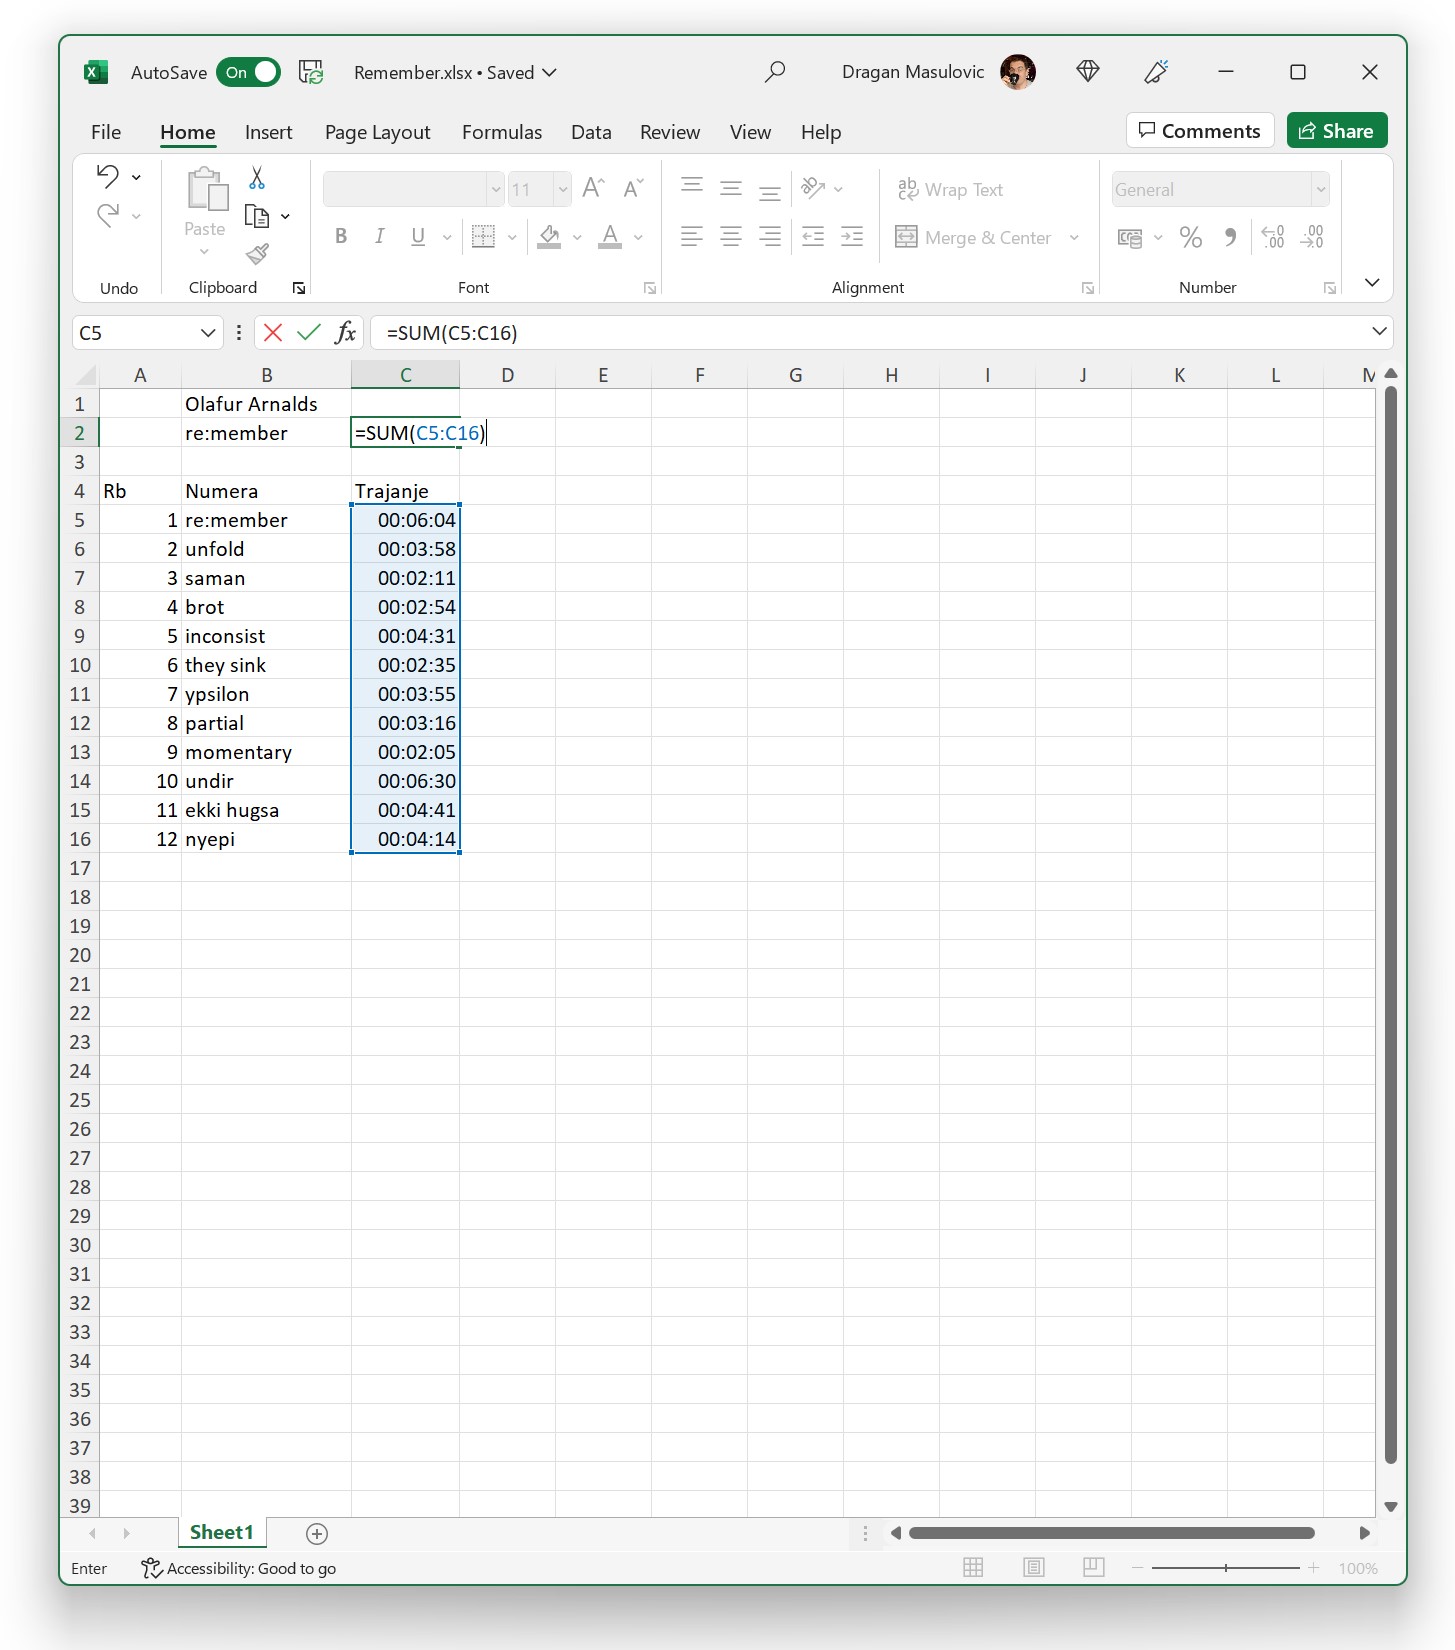 AutoSave On Remember.xlsx • Saved Dragan Masulovic
File Home Insert Page Layout Formulas Data Review View Help Comments Share
11 A A ab Wrap Text General
Paste B I U A Merge & Center % 9 .00 .00
Undo Clipboard Font Alignment Number
C5 fx =SUM(C5:C16)
A B C D E F G H I J K L M
1 Olafur Arnalds
2 re:member =SUM(C5:C16)
3
4 Rb Numera Trajanje
5 1 re:member 00:06:04
6 2 unfold 00:03:58
7 3 saman 00:02:11
8 4 brot 00:02:54
9 5 inconsist 00:04:31
10 6 they sink 00:02:35
11 7 ypsilon 00:03:55
12 8 partial 00:03:16
13 9 momentary 00:02:05
14 10 undir 00:06:30
15 11 ekki hugsa 00:04:41
16 12 nyepi 00:04:14
17
18
19
20
21
22
23
24
25
26
27
28
29
30
31
32
33
34
35
36
37
38
39
Sheet1
Enter Accessibility: Good to go 100%